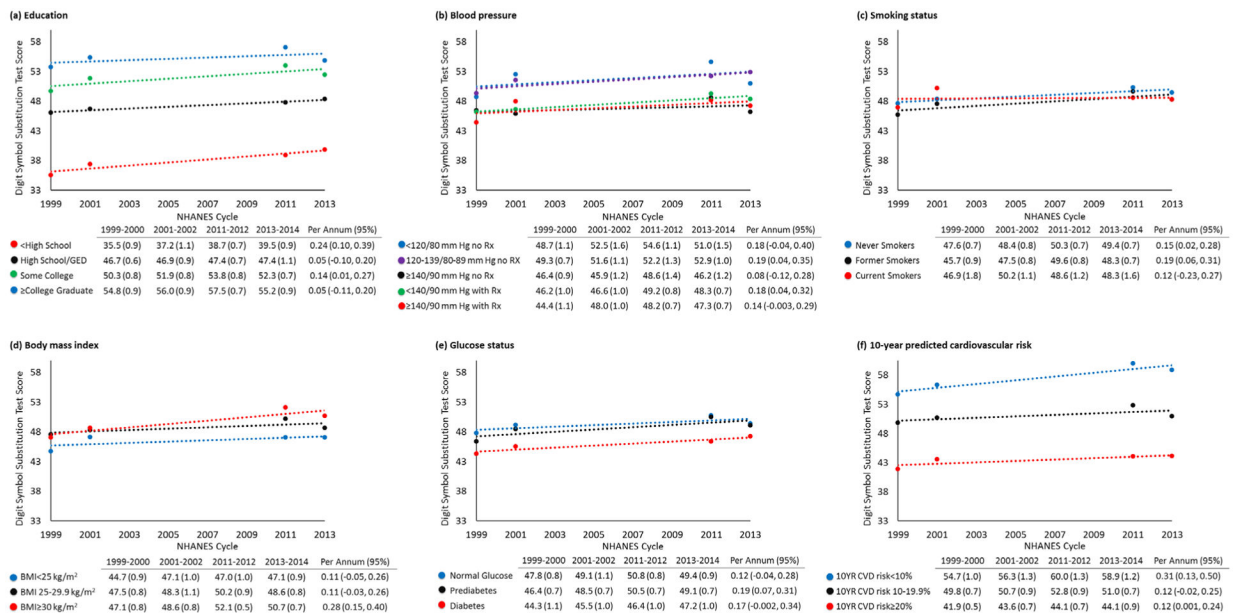 (a) Education
Digit Symbol Substitution Test Score
58
53
48
43
38
33
1999 2001 2003 2005 2007 2009 2011 2013
NHANES Cycle
1999-2000 2001-2002 2011-2012 2013-2014 Per Annum (95%)
<High School 35.5 (0.9) 37.2 (1.1) 38.7 (0.7) 39.5 (0.9) 0.24 (0.10, 0.39)
High School/GED 46.7 (0.6) 46.9 (0.9) 47.4 (0.7) 47.4 (1.1) 0.05 (-0.10, 0.20)
Some College 50.3 (0.8) 51.9 (0.8) 53.8 (0.8) 52.3 (0.7) 0.14 (0.01, 0.27)
≥College Graduate 54.8 (0.9) 56.0 (0.9) 57.5 (0.7) 55.2 (0.9) 0.05 (-0.11, 0.20)
(b) Blood pressure
Digit Symbol Substitution Test Score
58
53
48
43
38
33
1999 2001 2003 2005 2007 2009 2011 2013
NHANES Cycle
1999-2000 2001-2002 2011-2012 2013-2014 Per Annum (95%)
<120/80 mm Hg no Rx 48.7 (1.1) 52.5 (1.6) 54.6 (1.1) 51.0 (1.5) 0.18 (-0.04, 0.40)
120-139/80-89 mm Hg no RX 49.3 (0.7) 51.6 (1.1) 52.2 (1.3) 52.9 (1.0) 0.19 (0.04, 0.35)
≥140/90 mm Hg no Rx 46.4 (0.9) 45.9 (1.2) 48.6 (1.4) 46.2 (1.2) 0.08 (-0.12, 0.28)
<140/90 mm Hg with Rx 46.2 (1.0) 46.6 (1.0) 49.2 (0.8) 48.3 (0.7) 0.18 (0.04, 0.32)
≥140/90 mm Hg with Rx 44.4 (1.1) 48.0 (1.0) 48.2 (0.7) 47.3 (0.7) 0.14 (-0.003, 0.29)
(c) Smoking status
Digit Symbol Substitution Test Score
58
53
48
43
38
33
1999 2001 2003 2005 2007 2009 2011 2013
NHANES Cycle
1999-2000 2001-2002 2011-2012 2013-2014 Per Annum (95%)
Never Smokers 47.6 (0.7) 48.4 (0.8) 50.3 (0.7) 49.4 (0.7) 0.15 (0.02, 0.28)
Former Smokers 45.7 (0.9) 47.5 (0.8) 49.6 (0.8) 48.3 (0.7) 0.19 (0.06, 0.31)
Current Smokers 46.9 (1.8) 50.2 (1.1) 48.6 (1.2) 48.3 (1.6) 0.12 (-0.23, 0.27)
(d) Body mass index
Digit Symbol Substitution Test Score
58
53
48
43
38
33
1999 2001 2003 2005 2007 2009 2011 2013
NHANES Cycle
1999-2000 2001-2002 2011-2012 2013-2014 Per Annum (95%)
BMI<25 kg/m² 44.7 (0.9) 47.1 (1.0) 47.0 (1.0) 47.1 (0.9) 0.11 (-0.05, 0.26)
BMI 25-29.9 kg/m² 47.5 (0.8) 48.3 (1.1) 50.2 (0.9) 48.6 (0.8) 0.11 (-0.03, 0.26)
BMI≥30 kg/m² 47.1 (0.8) 48.6 (0.8) 52.1 (0.5) 50.7 (0.7) 0.28 (0.15, 0.40)
(e) Glucose status
Digit Symbol Substitution Test Score
58
53
48
43
38
33
1999 2001 2003 2005 2007 2009 2011 2013
NHANES Cycle
1999-2000 2001-2002 2011-2012 2013-2014 Per Annum (95%)
Normal Glucose 47.8 (0.8) 49.1 (1.1) 50.8 (0.8) 49.4 (0.9) 0.12 (-0.04, 0.28)
Prediabetes 46.4 (0.7) 48.5 (0.7) 50.5 (0.7) 49.1 (0.7) 0.19 (0.07, 0.31)
Diabetes 44.3 (1.1) 45.5 (1.0) 46.4 (1.0) 47.2 (1.0) 0.17 (-0.002, 0.34)
(f) 10-year predicted cardiovascular risk
Digit Symbol Substitution Test Score
58
53
48
43
38
33
1999 2001 2003 2005 2007 2009 2011 2013
NHANES Cycle
1999-2000 2001-2002 2011-2012 2013-2014 Per Annum (95%)
10YR CVD risk<10% 54.7 (1.0) 56.3 (1.3) 60.0 (1.3) 58.9 (1.2) 0.31 (0.13, 0.50)
10YR CVD risk 10-19.9% 49.8 (0.7) 50.7 (0.9) 52.8 (0.9) 51.0 (0.7) 0.12 (-0.02, 0.25)
10YR CVD risk≥20% 41.9 (0.5) 43.6 (0.7) 44.1 (0.7) 44.1 (0.9) 0.12 (0.001, 0.24)